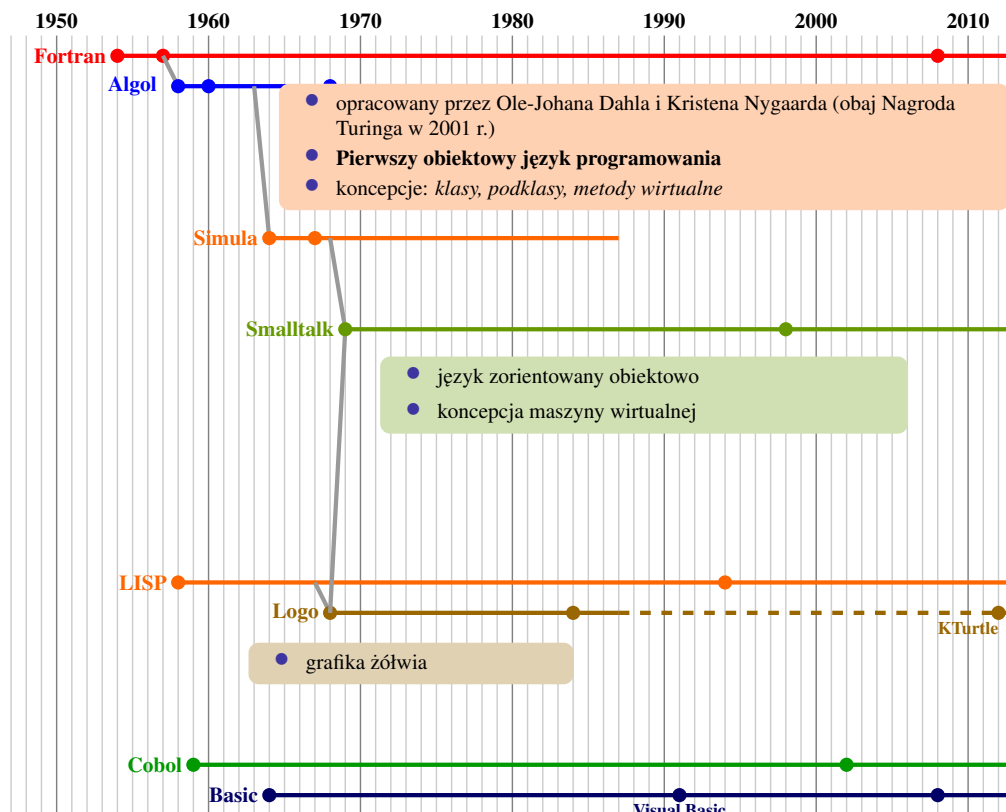 1950 1960 1970 1980 1990 2000 2010
Fortran
Algol
opracowany przez Ole-Johana Dahla i Kristena Nygaarda (obaj Nagroda
Turinga w 2001 r.)
Pierwszy obiektowy język programowania
koncepcje: klasy, podklasy, metody wirtualne
Simula
Smalltalk
język zorientowany obiektowo
koncepcja maszyny wirtualnej
LISP
Logo
KTurtle
grafika żółwia
Cobol
Basic
Visual Basic